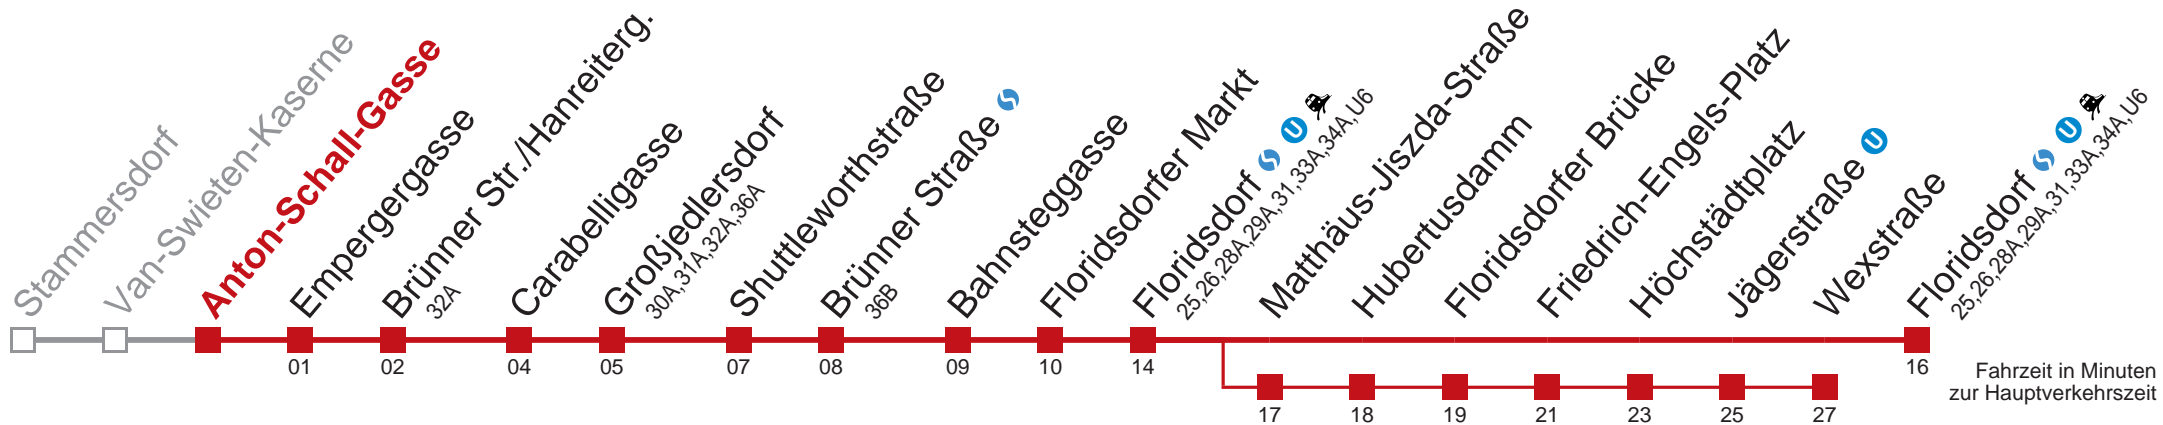 Stammersdorf
Van-Swieten-Kaserne
Anton-Schall-Gasse
Empergergasse
Brünner Str./Hanreiterg.
32A
Carabelligasse
Großjedlersdorf
30A,31A,32A,36A
Shuttleworthstraße
Brünner Straße
36B
Bahnsteggasse
Floridsdorfer Markt
Floridsdorf U
25,26,28A,29A,31,33A,34A,U6
Matthäus-Jiszda-Straße
Hubertusdamm
Floridsdorfer Brücke
Friedrich-Engels-Platz
Höchstädtplatz
Jägerstraße U
Wexstraße
Floridsdorf U
25,26,28A,29A,31,33A,34A,U6
01 02 04 05 07 08 09 10 14 16
17 18 19 21 23 25 27
Fahrzeit in Minuten
zur Hauptverkehrszeit